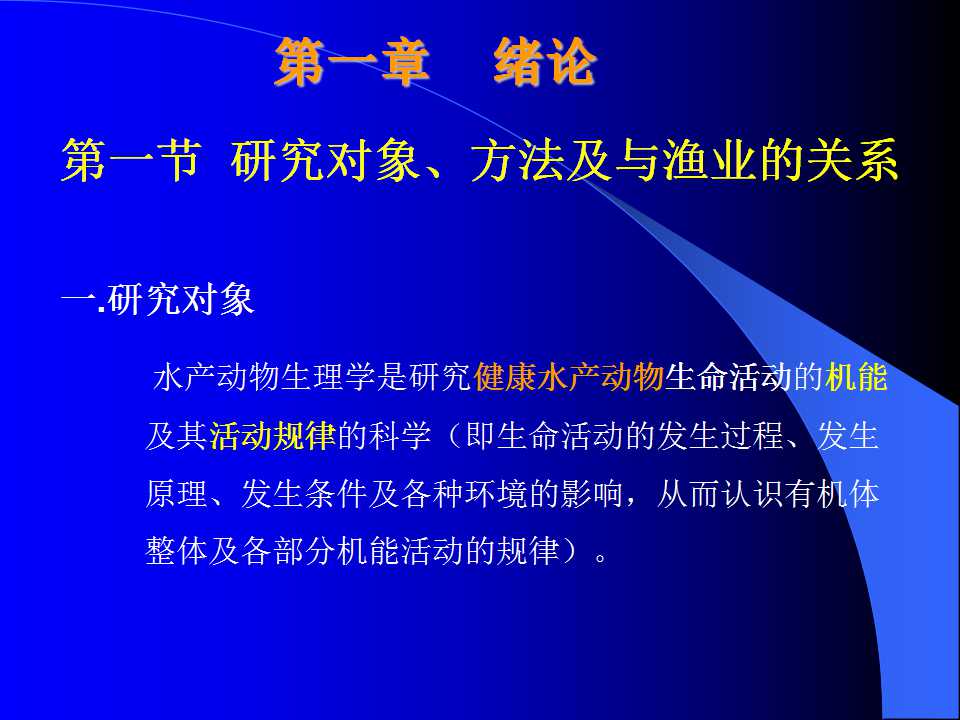 第一章 绪论
第一节 研究对象、方法及与渔业的关系
一.研究对象
水产动物生理学是研究健康水产动物生命活动的机能
及其活动规律的科学（即生命活动的发生过程、发生
原理、发生条件及各种环境的影响，从而认识有机体
整体及各部分机能活动的规律）。